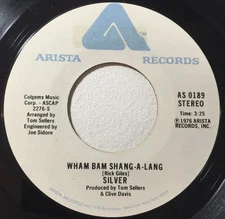 ARISTA RECORDS
Colgems Music
Corp. - ASCAP
2276-S
Arranged by
Tom Sellers
Engineered by
Joe Sidore
AS 0189
STEREO
Time: 3:25
℗1976 ARISTA
RECORDS, INC.
WHAM BAM SHANG-A-LANG
(Rick Giles)
SILVER
Produced by Tom Sellers
& Clive Davis